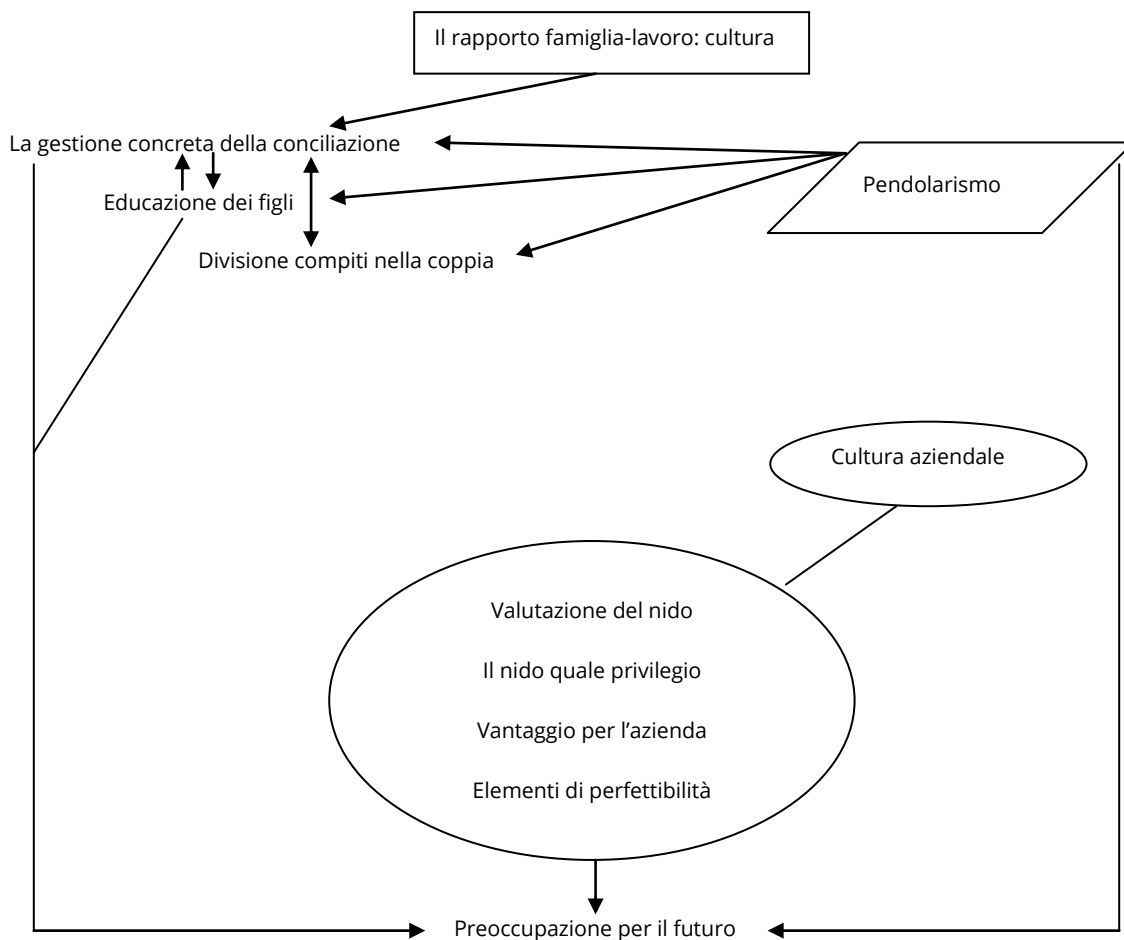 Il rapporto famiglia-lavoro: cultura
La gestione concreta della conciliazione
Pendolarismo
Educazione dei figli
Divisione compiti nella coppia
Cultura aziendale
Valutazione del nido
Il nido quale privilegio
Vantaggio per l'azienda
Elementi di perfettibilità
Preoccupazione per il futuro